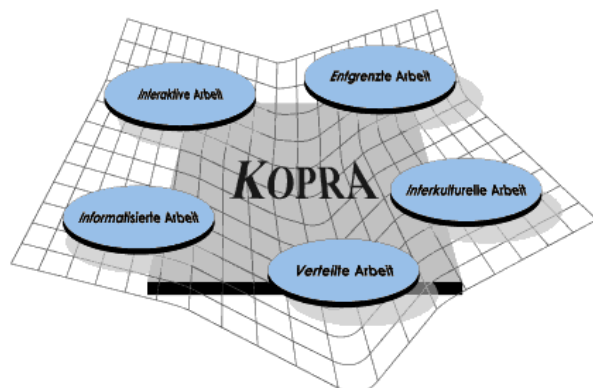 Entgrenzte Arbeit
Interaktive Arbeit
KOPRA
Interkulturelle Arbeit
Informatisierte Arbeit
Verteilte Arbeit